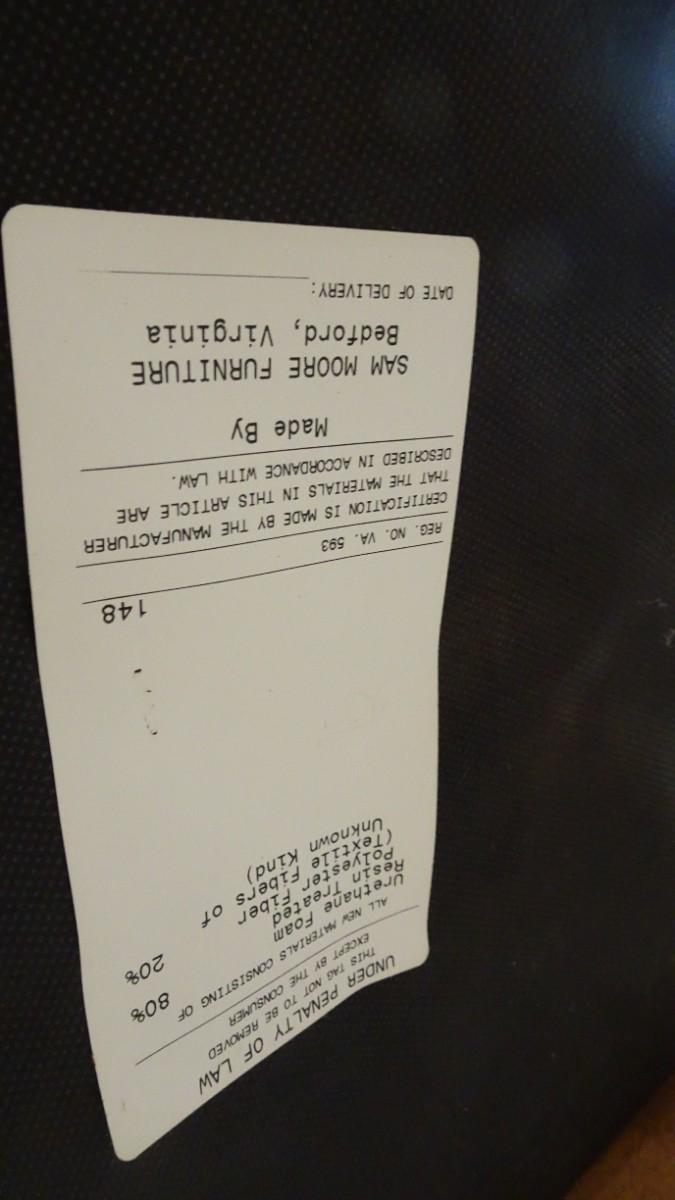 UNDER PENALTY OF LAW
THIS TAG NOT TO BE REMOVED
EXCEPT BY THE CONSUMER
ALL NEW MATERIALS CONSISTING OF
Urethane Foam 80%
Resin Treated
Polyester Fiber 20%
(Textile Fibers of
Unknown Kind)
148
REG. NO. VA. 593
CERTIFICATION IS MADE BY THE MANUFACTURER
THAT THE MATERIALS IN THIS ARTICLE ARE
DESCRIBED IN ACCORDANCE WITH LAW.
Made By
SAM MOORE FURNITURE
Bedford, Virginia
DATE OF DELIVERY: